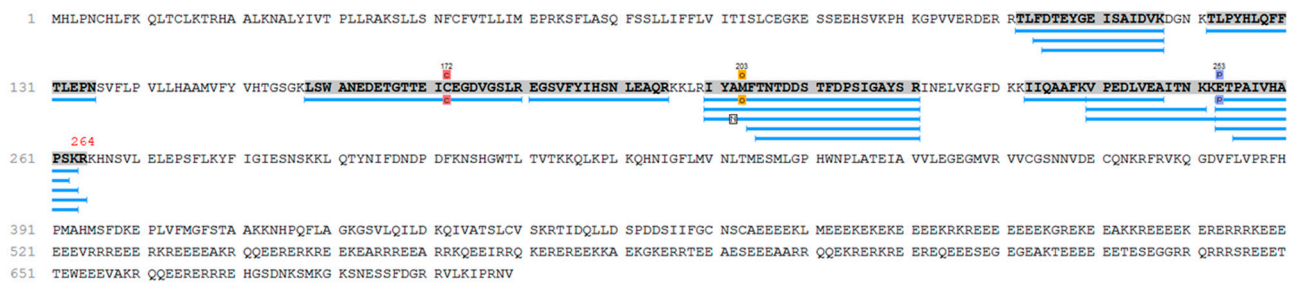 1 MHLPNCHLFK QLTCLKTRHA ALKNALYIVT PLLRAKSLLS NFCFVTLLIM EPRKSFLASQ FSSLLIFFLV ITISLCEGKE SSEEHSVKPH KGPVVERDER RTLFDTEYGE ISAIDVKDGN KTLPYHLQFF
172 203 253
c o p
131 TLEPNSVFLP VLLHAAMVFY VHTGSGKLSW ANEDETGTTE ICEGDVGSLR EGSVFYIHSN LEAQRKKLRI YAMFTNTDDS TFDPSIGAYS RINELVKGFD KKIIQAAFKV PEDLVEAITN KKETPAIVHA
c o p
N
264
261 PSKRKHNSVL ELEPSFLKYF IGIESNSKKL QTYNIFDNDP DFKNSHGWTL TVTKKQLKPL KQHNIGFLMV NLTMESMLGP HWNPLATEIA VVLEGEGMVR VVCGSNNVDE CQNKRFRVKQ GDVFLVPRFH
391 PMAHMSFDKE PLVFMGFSTA AKKNHPQFLA GKGSVLQILD KQIVATSLCV SKRTIDQLLD SPDDSIIFGC NSCAEEEEKL MEEEKEKEKE EEEKRKREEE EEEEKGREKE EAKKREEEEK ERERRRKEEE
521 EEEVRRREEE RKREEEEAKR QQEERERKRE EKEARRREEA RRKQEEIRRQ KEREREEKKA EKGKERRTEE AESEEEAARR QQEKRERKRE EREQEEESEG EGEAKTEEEE EETESEGGRR QRRRSREEET
651 TEWEEEVAKR QQEERERRRE HGSDNKSMKG KSNESSFDGR RVLKIPRNV